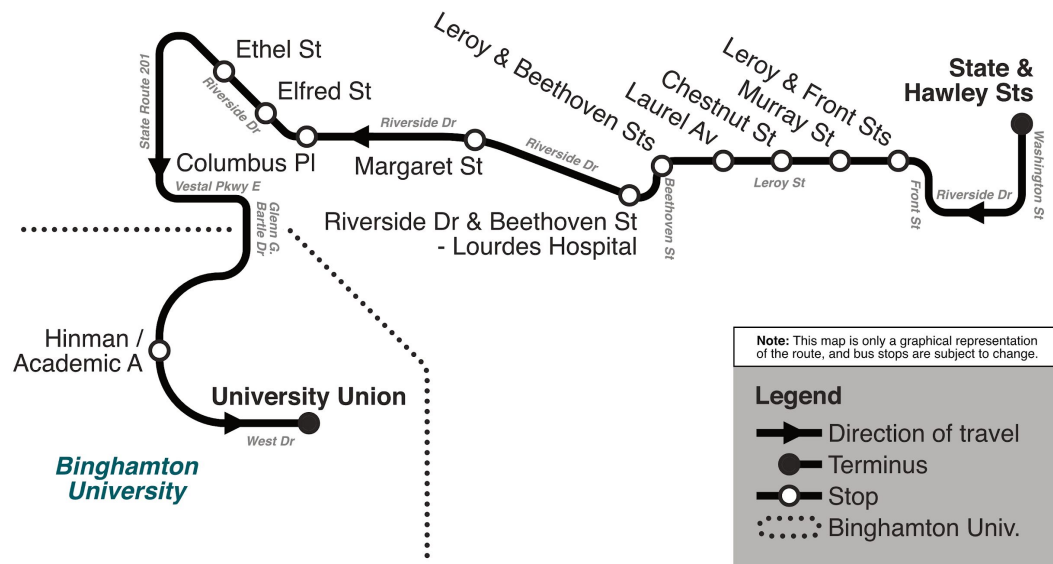 Ethel St
Elfred St
State Route 201
Riverside Dr
Columbus Pl
Riverside Dr
Margaret St
Riverside Dr
Leroy & Beethoven Sts
Laurel Av
Chestnut St
Murray St
Leroy & Front Sts
State &
Hawley Sts
Washington St
Riverside Dr
Front St
Leroy St
Beethoven St
Riverside Dr & Beethoven St
- Lourdes Hospital
Vestal Pkwy E
Glenn G.
Bartle Dr
Hinman /
Academic A
University Union
West Dr
Binghamton
University
Note: This map is only a graphical representation
of the route, and bus stops are subject to change.
Legend
Direction of travel
Terminus
Stop
Binghamton Univ.